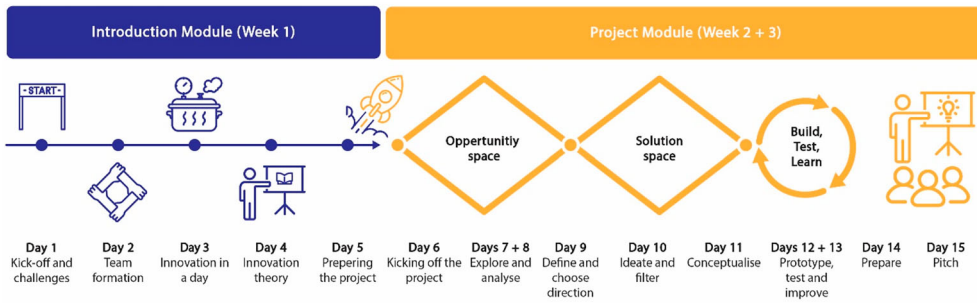 Introduction Module (Week 1)
Project Module (Week 2 + 3)
- START -
Oppertunitiy
space
Solution
space
Build,
Test,
Learn
Day 1
Kick-off and
challenges
Day 2
Team
formation
Day 3
Innovation in
a day
Day 4
Innovation
theory
Day 5
Prepering
the project
Day 6
Kicking off the
project
Days 7 + 8
Explore and
analyse
Day 9
Define and
choose
direction
Day 10
Ideate and
filter
Day 11
Conceptualise
Days 12 + 13
Prototype,
test and
improve
Day 14
Prepare
Day 15
Pitch